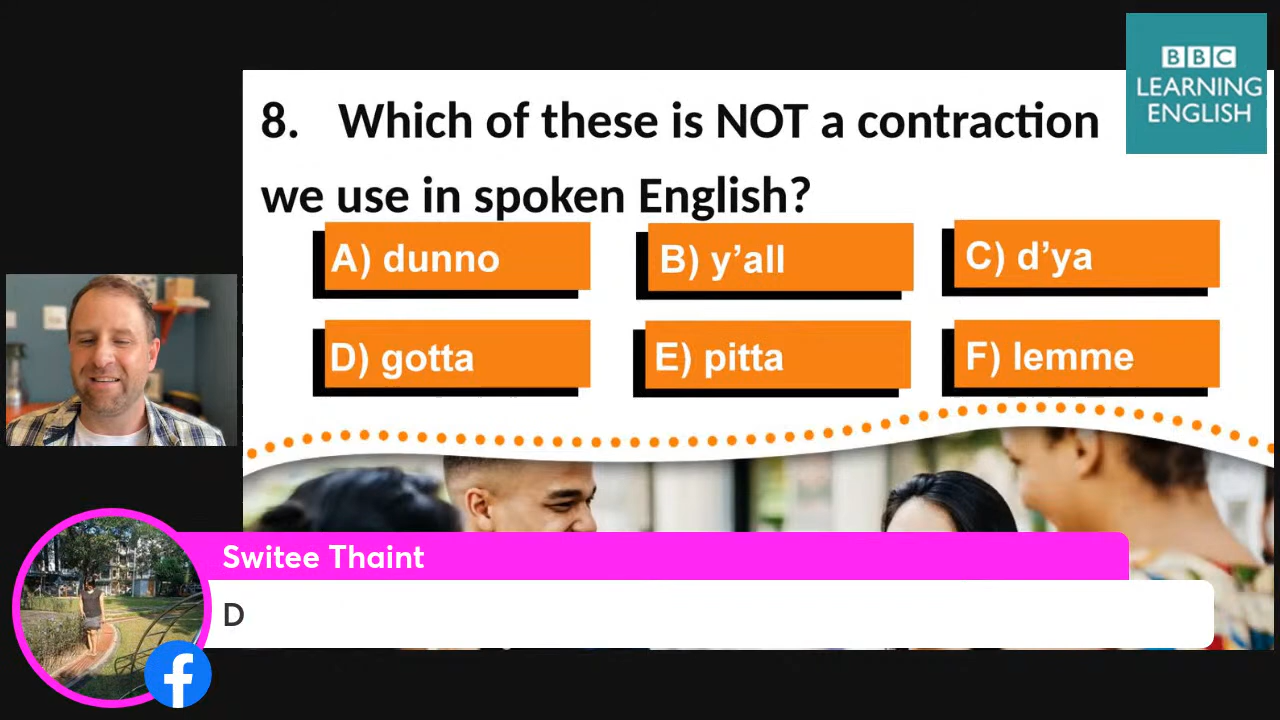 BBC
LEARNING
ENGLISH
8. Which of these is NOT a contraction
we use in spoken English?
A) dunno
B) y’all
C) d’ya
D) gotta
E) pitta
F) lemme
Switee Thaint
D